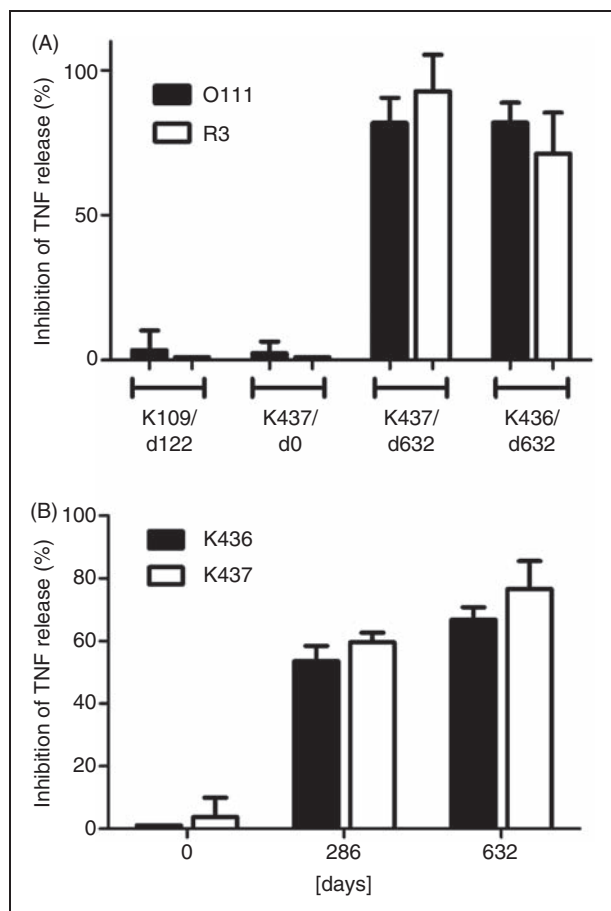 (A)
Inhibition of TNF release (%)
100
50
0
O111
R3
K109/
d122
K437/
d0
K437/
d632
K436/
d632
(B)
Inhibition of TNF release (%)
100
80
60
40
20
0
K436
K437
0
286
632
[days]